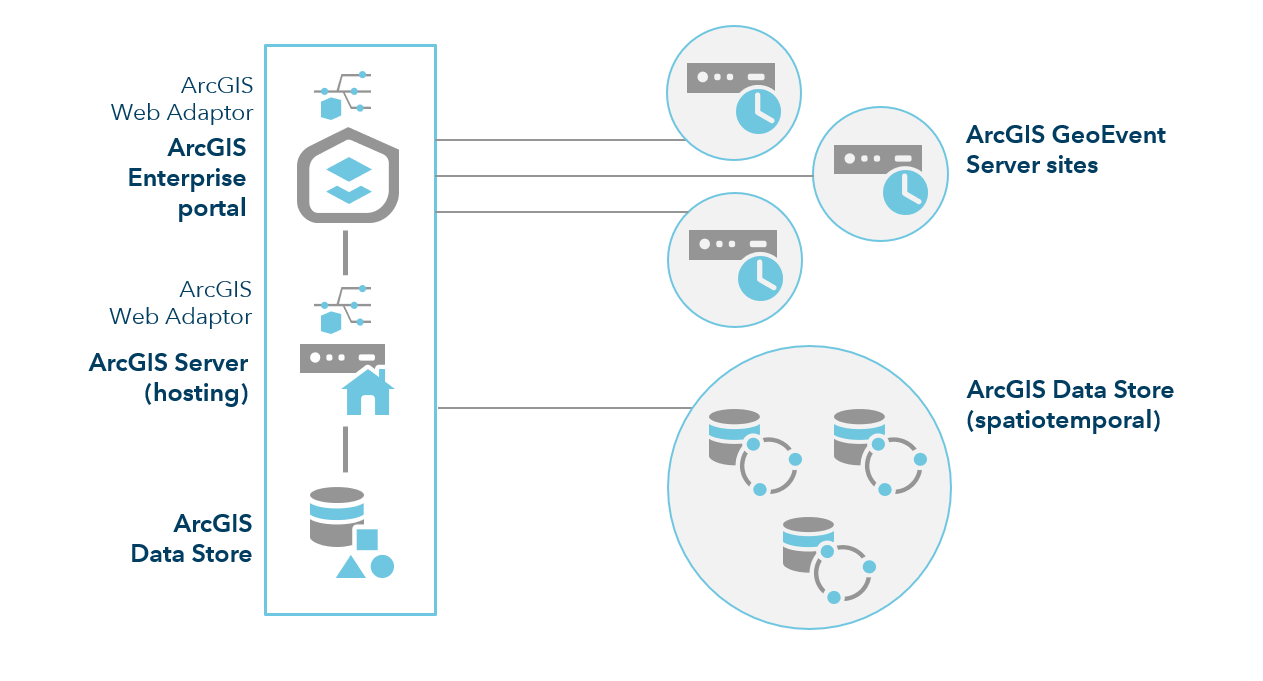 ArcGIS
Web Adaptor
ArcGIS
Enterprise
portal
ArcGIS
Web Adaptor
ArcGIS Server
(hosting)
ArcGIS
Data Store
ArcGIS GeoEvent
Server sites
ArcGIS Data Store
(spatiotemporal)